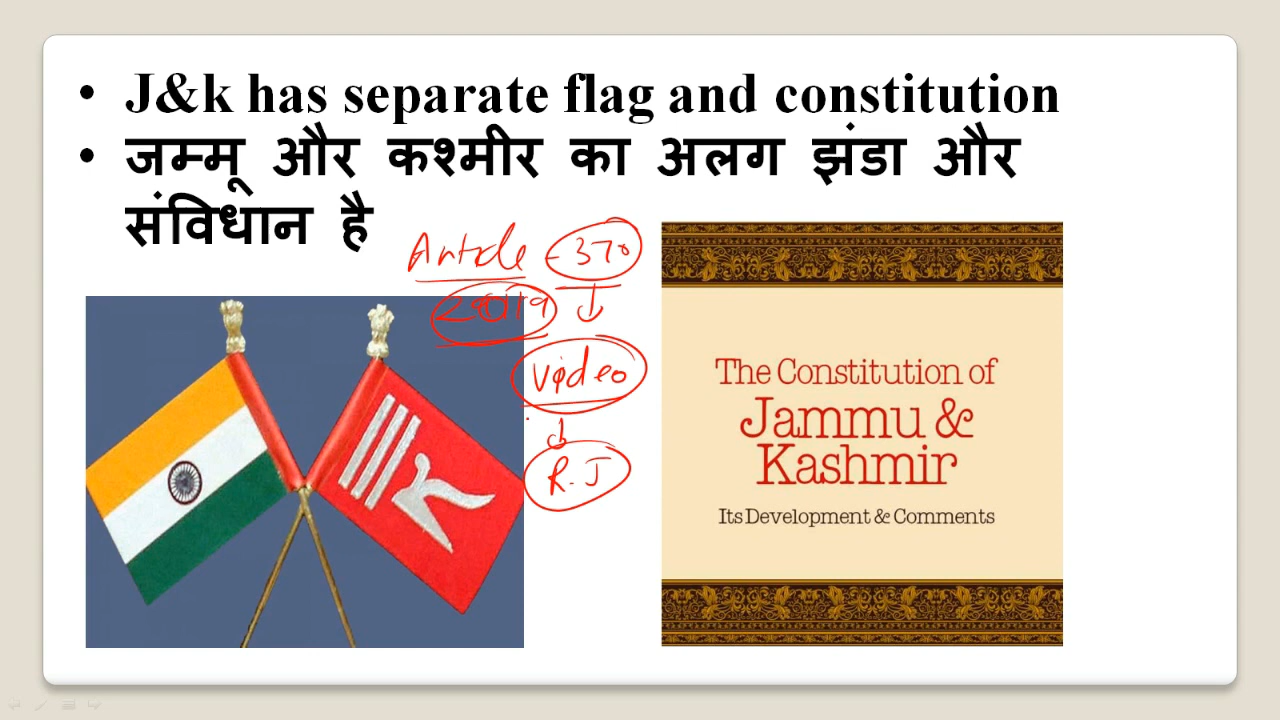 • J&k has separate flag and constitution
• जम्मू और कश्मीर का अलग झंडा और
संविधान है
Article - 370
2019
video
R.J
The Constitution of
Jammu &
Kashmir
Its Development & Comments